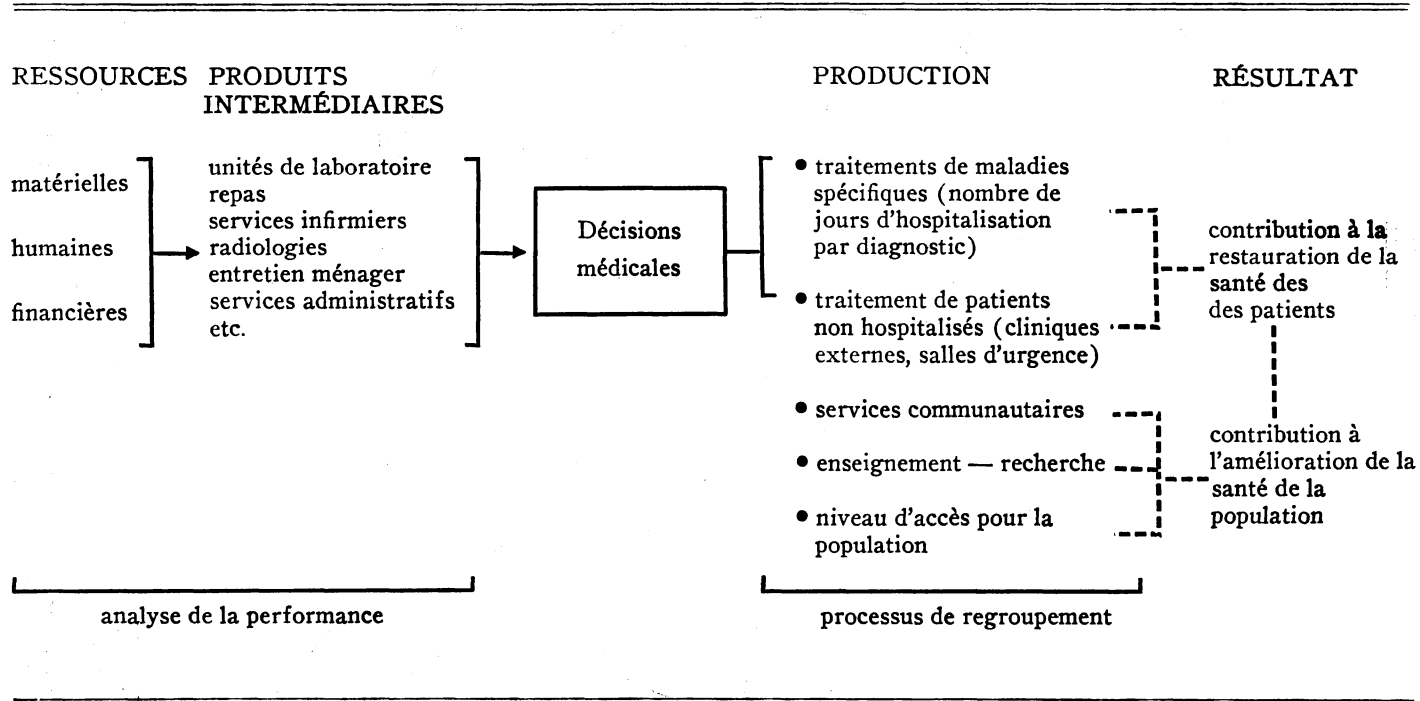 RESSOURCES
PRODUITS
INTERMÉDIAIRES
PRODUCTION
RÉSULTAT
matérielles
humaines
financières
unités de laboratoire
repas
services infirmiers
radiologies
entretien ménager
services administratifs
etc.
Décisions
médicales
• traitements de maladies
spécifiques (nombre de
jours d'hospitalisation
par diagnostic)
• traitement de patients
non hospitalisés (cliniques
externes, salles d'urgence)
• services communautaires
• enseignement — recherche
• niveau d'accès pour la
population
contribution à la
restauration de la
santé des
des patients
contribution à
l'amélioration de la
santé de la
population
analyse de la performance
processus de regroupement